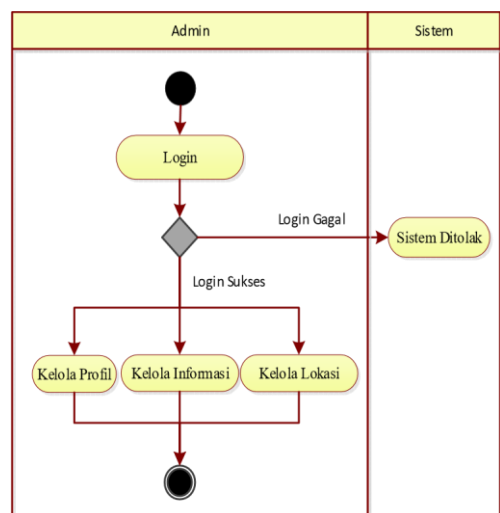 Admin
Sistem
Login
Login Gagal
Sistem Ditolak
Login Sukses
Kelola Profil
Kelola Informasi
Kelola Lokasi